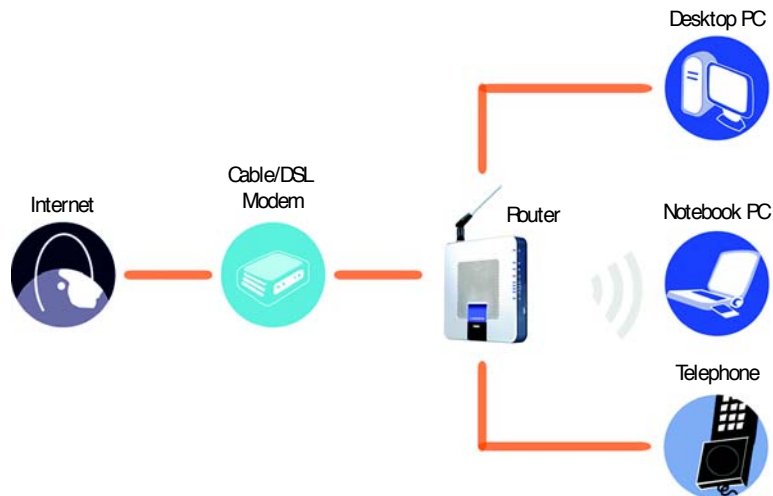 Desktop PC
Cable/DSL
Modem
Internet
Router
Notebook PC
Telephone